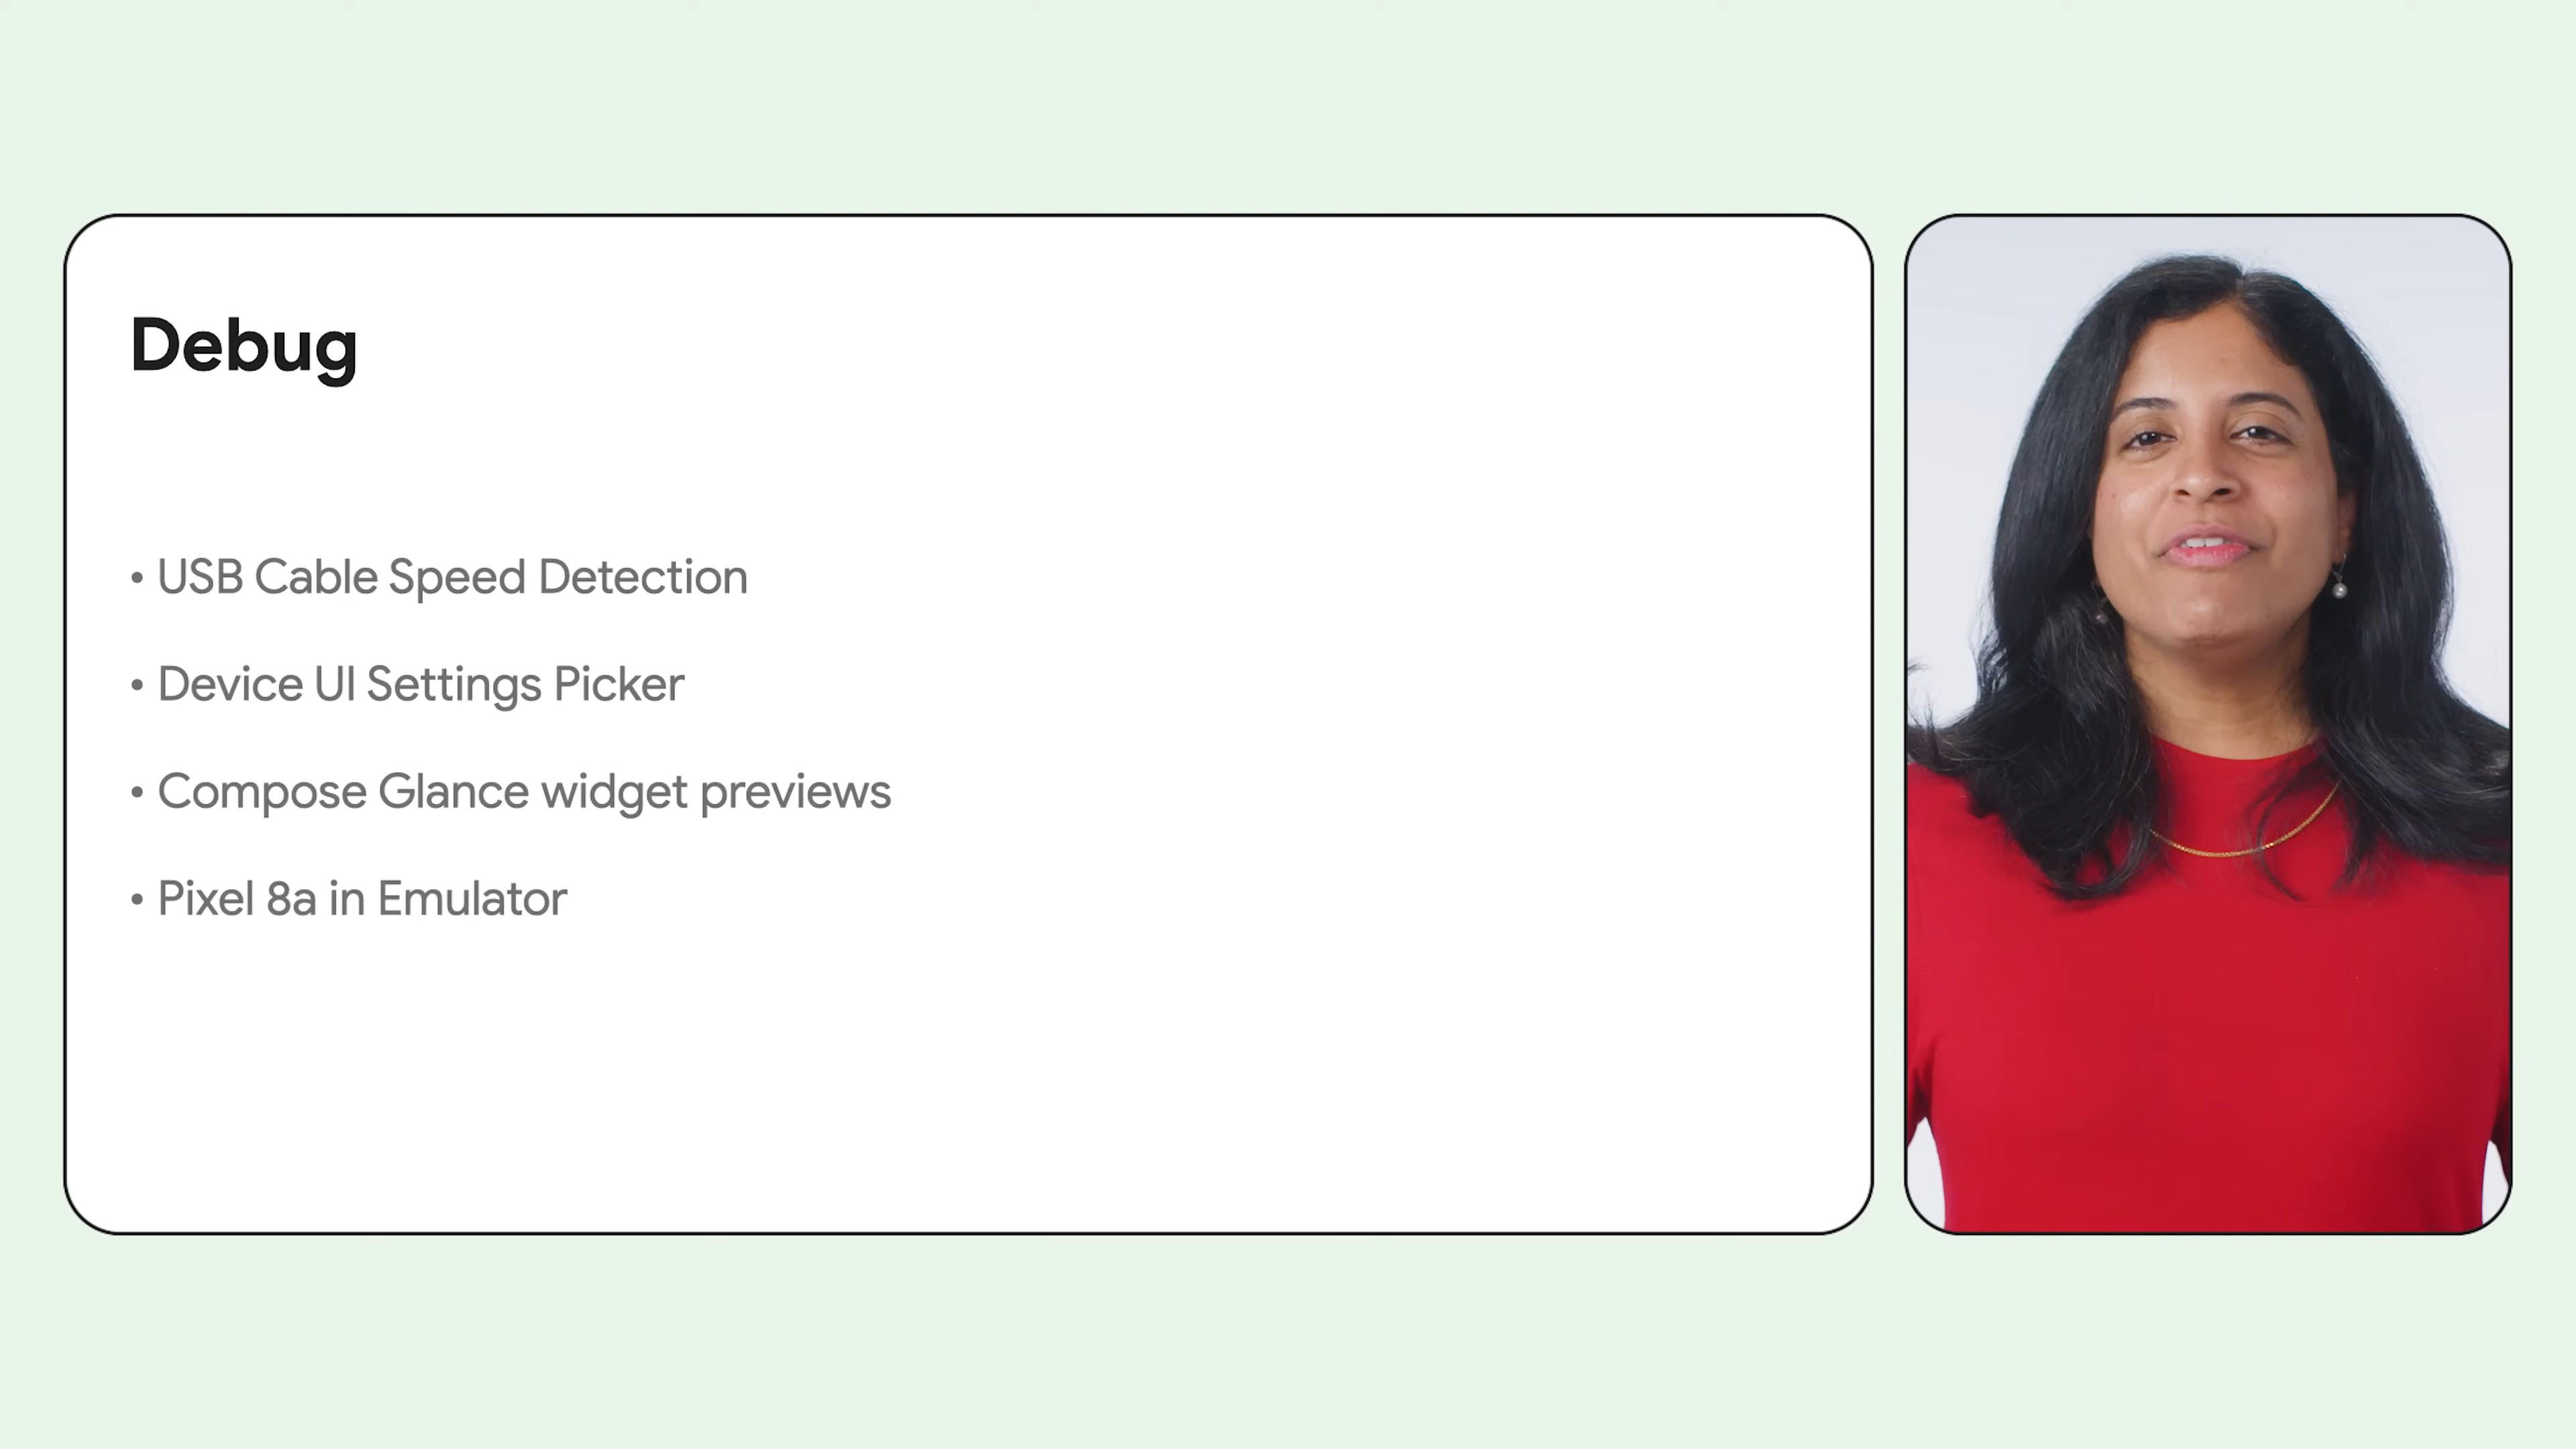 Debug
• USB Cable Speed Detection
• Device UI Settings Picker
• Compose Glance widget previews
• Pixel 8a in Emulator